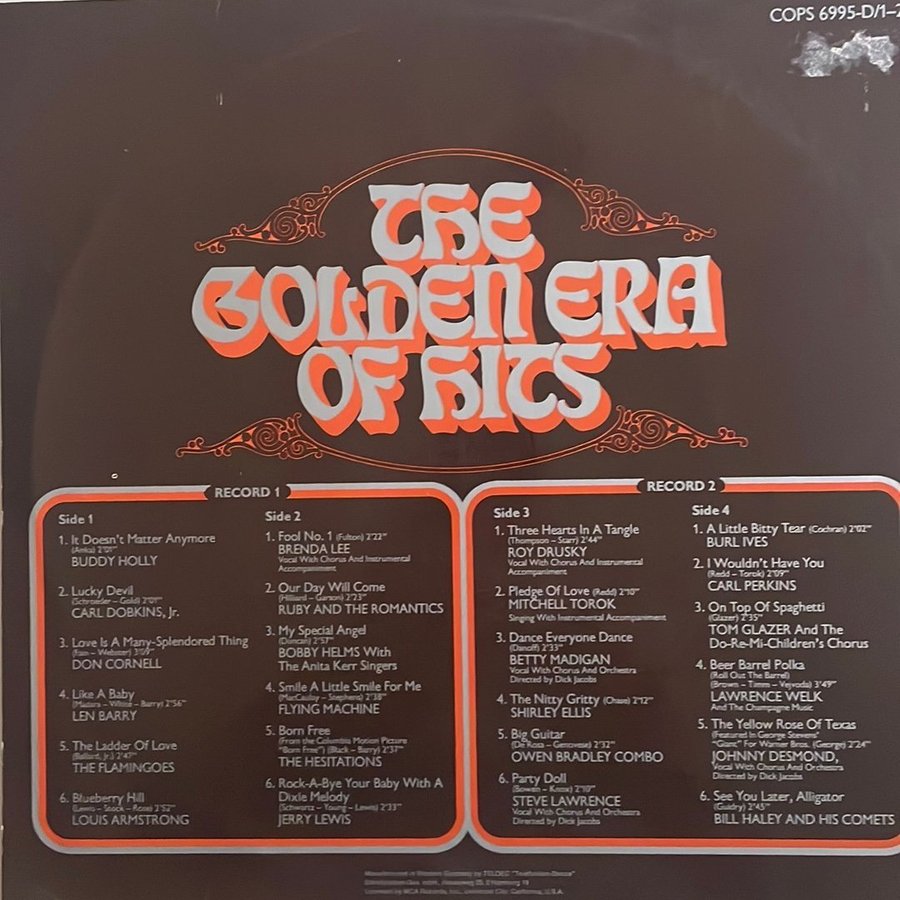 COPS 6995-D/1–2
THE
GOLDEN ERA
OF HITS
RECORD 1
Side 1
1. It Doesn't Matter Anymore
(Anka) 2'01"
BUDDY HOLLY
2. Lucky Devil
(Schroeder – Gold) 2'01"
CARL DOBKINS, Jr.
3. Love Is A Many-Splendored Thing
(Fain – Webster) 3'09"
DON CORNELL
4. Like A Baby
(Madara – White – Barry) 2'56"
LEN BARRY
5. The Ladder Of Love
(Ballard, Jr.) 2'47"
THE FLAMINGOES
6. Blueberry Hill
(Lewis – Stock – Rose) 2'52"
LOUIS ARMSTRONG
Side 2
1. Fool No. 1 (Fulton) 2'22"
BRENDA LEE
Vocal With Chorus And Instrumental
Accompaniment
2. Our Day Will Come
(Hilliard – Garson) 2'23"
RUBY AND THE ROMANTICS
3. My Special Angel
(Duncan) 2'57"
BOBBY HELMS With
The Anita Kerr Singers
4. Smile A Little Smile For Me
(MacCaulay – Stephens) 2'38"
FLYING MACHINE
5. Born Free
(From the Columbia Motion Picture
"Born Free") (Black – Barry) 2'37"
THE HESITATIONS
6. Rock-A-Bye Your Baby With A
Dixie Melody
(Schwartz – Young – Lewis) 2'33"
JERRY LEWIS
RECORD 2
Side 3
1. Three Hearts In A Tangle
(Thompson – Starr) 2'44"
ROY DRUSKY
Vocal With Chorus And Instrumental
Accompaniment
2. Pledge Of Love (Redd) 2'10"
MITCHELL TOROK
Singing With Instrumental Accompaniment
3. Dance Everyone Dance
(Danoff) 2'33"
BETTY MADIGAN
Vocal With Chorus And Orchestra
Directed by Dick Jacobs
4. The Nitty Gritty (Chase) 2'12"
SHIRLEY ELLIS
5. Big Guitar
(De Rosa – Genovese) 2'32"
OWEN BRADLEY COMBO
6. Party Doll
(Bowen – Knox) 2'10"
STEVE LAWRENCE
Vocal With Chorus And Orchestra
Directed by Dick Jacobs
Side 4
1. A Little Bitty Tear (Cochran) 2'02"
BURL IVES
2. I Wouldn't Have You
(Redd – Torok) 2'09"
CARL PERKINS
3. On Top Of Spaghetti
(Glazer) 2'35"
TOM GLAZER And The
Do-Re-Mi-Children's Chorus
4. Beer Barrel Polka
(Roll Out The Barrel)
(Brown – Timm – Vejvoda) 3'49"
LAWRENCE WELK
And The Champagne Music
5. The Yellow Rose Of Texas
(Featured In George Stevens'
"Giant" For Warner Bros. (George) 2'24"
JOHNNY DESMOND,
Vocal With Chorus And Orchestra
Directed by Dick Jacobs
6. See You Later, Alligator
(Guidry) 2'45"
BILL HALEY AND HIS COMETS
Manufactured in Western Germany by TELDEC "Telefunken-Decca"
Licensed by MCA Records, Inc., Universal City, California, U.S.A.